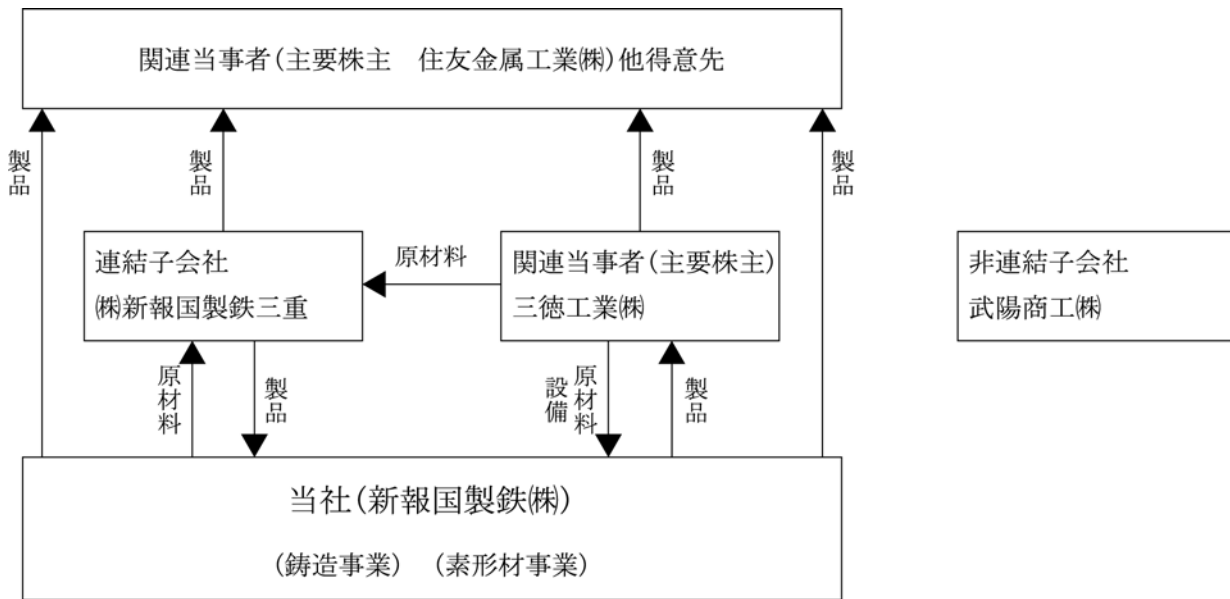 関連当事者(主要株主　住友金属工業㈱)他得意先
製品
製品
製品
製品
連結子会社
㈱新報国製鉄三重
原材料
関連当事者(主要株主)
三徳工業㈱
非連結子会社
武陽商工㈱
原材料
製品
原材料
設備
製品
当社(新報国製鉄㈱)
(鋳造事業)　(素形材事業)